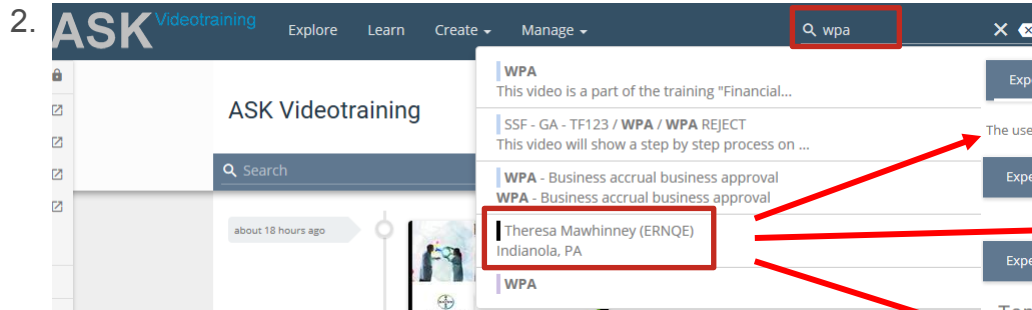 2.
ASK Videotraining
Explore Learn Create Manage
wpa
WPA
This video is a part of the training "Financial...
SSF - GA - TF123 / WPA / WPA REJECT
This video will show a step by step process on ...
WPA - Business accrual business approval
WPA - Business accrual business approval
Theresa Mawhinney (ERNQE)
Indianola, PA
WPA
ASK Videotraining
Search
about 18 hours ago
Exp
The use
Expe
Expe